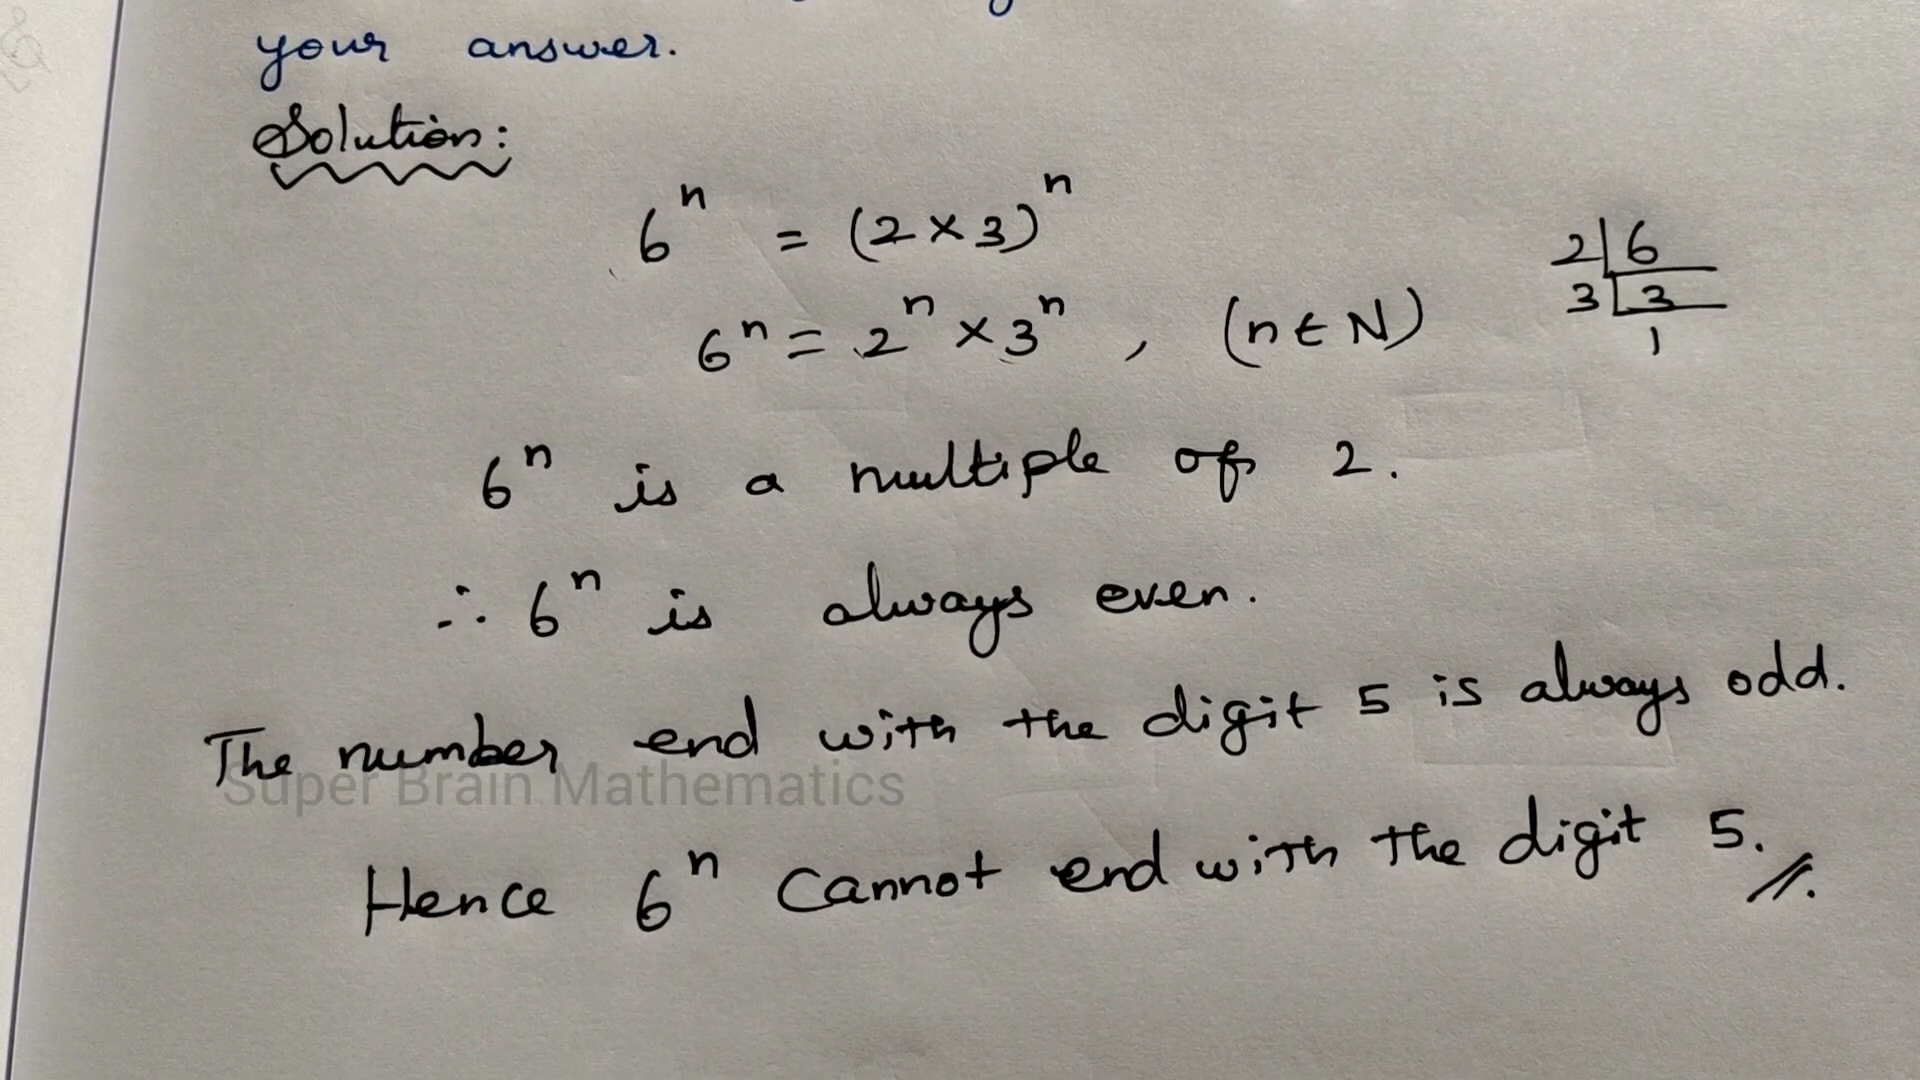 your answer.
Solution:
6ⁿ = (2 × 3)ⁿ
2 | 6
3 | 3
1
6ⁿ = 2ⁿ × 3ⁿ , (n ∈ N)
6ⁿ is a multiple of 2.
∴ 6ⁿ is always even.
The number end with the digit 5 is always odd.
Super Brain Mathematics
Hence 6ⁿ Cannot end with the digit 5.